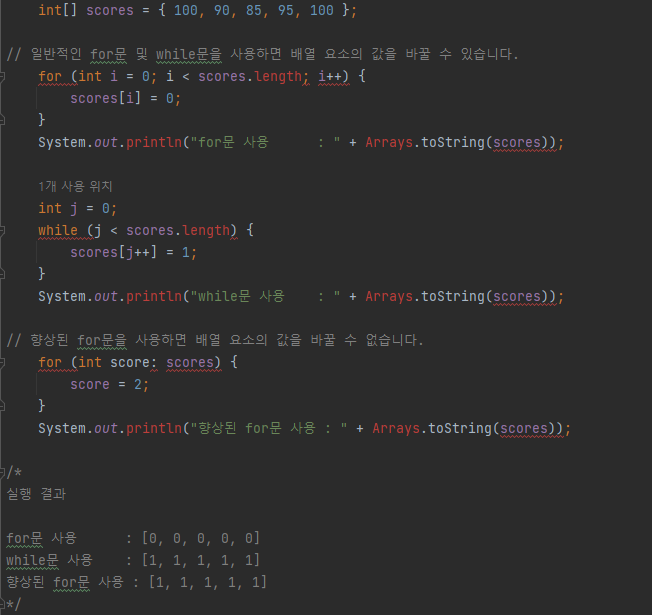 int[] scores = { 100, 90, 85, 95, 100 };
// 일반적인 for문 및 while문을 사용하면 배열 요소의 값을 바꿀 수 있습니다.
for (int i = 0; i < scores.length; i++) {
scores[i] = 0;
}
System.out.println("for문 사용      : " + Arrays.toString(scores));
1개 사용 위치
int j = 0;
while (j < scores.length) {
scores[j++] = 1;
}
System.out.println("while문 사용    : " + Arrays.toString(scores));
// 향상된 for문을 사용하면 배열 요소의 값을 바꿀 수 없습니다.
for (int score: scores) {
score = 2;
}
System.out.println("향상된 for문 사용 : " + Arrays.toString(scores));
/*
실행 결과
for문 사용      : [0, 0, 0, 0, 0]
while문 사용    : [1, 1, 1, 1, 1]
향상된 for문 사용 : [1, 1, 1, 1, 1]
*/